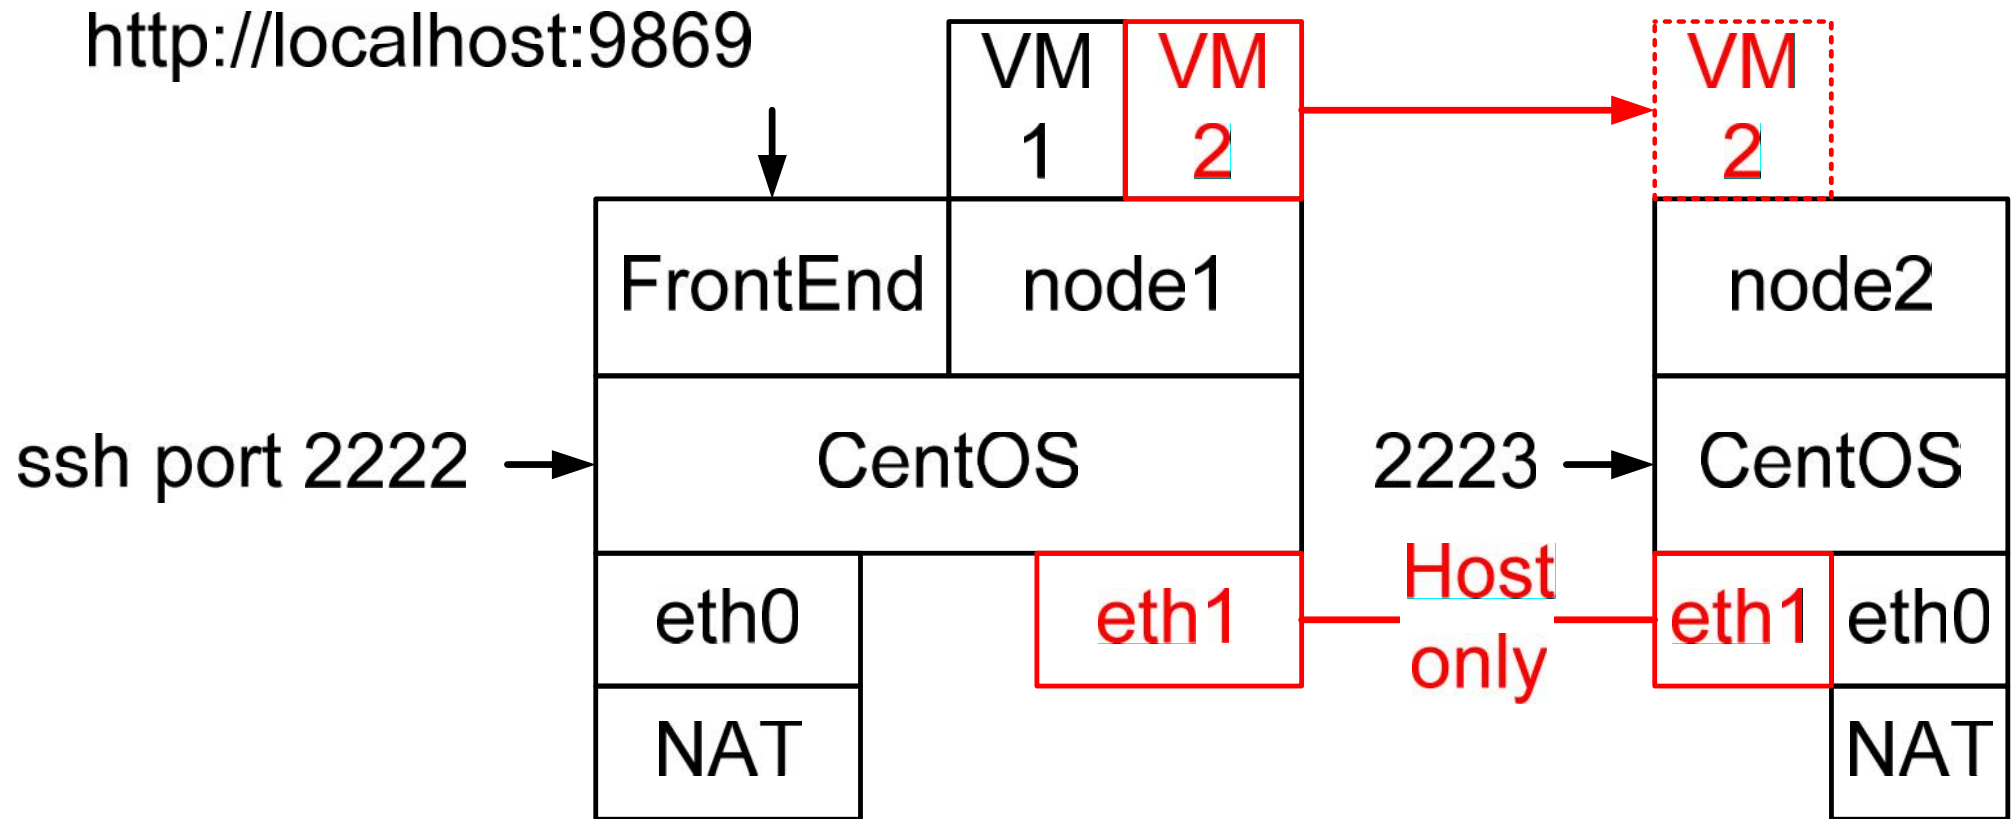 http://localhost:9869
VM
1
VM
2
VM
2
FrontEnd
node1
node2
ssh port 2222
CentOS
2223
CentOS
eth0
eth1
Host
only
eth1
eth0
NAT
NAT